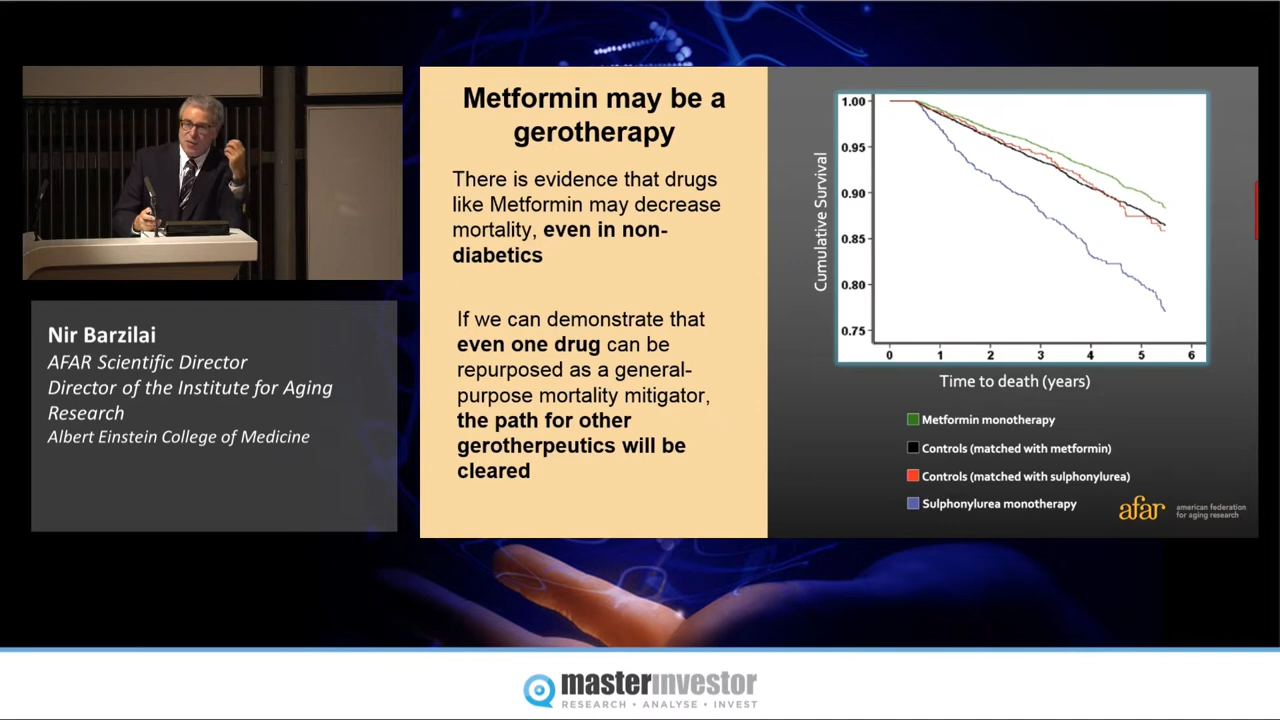 Metformin may be a
gerotherapy
There is evidence that drugs
like Metformin may decrease
mortality, even in non-
diabetics
If we can demonstrate that
even one drug can be
repurposed as a general-
purpose mortality mitigator,
the path for other
gerotherpeutics will be
cleared
Nir Barzilai
AFAR Scientific Director
Director of the Institute for Aging
Research
Albert Einstein College of Medicine
Cumulative Survival
1.00
0.95
0.90
0.85
0.80
0.75
0 1 2 3 4 5 6
Time to death (years)
Metformin monotherapy
Controls (matched with metformin)
Controls (matched with sulphonylurea)
Sulphonylurea monotherapy
afar american federation
for aging research
masterinvestor
RESEARCH • ANALYSE • INVEST